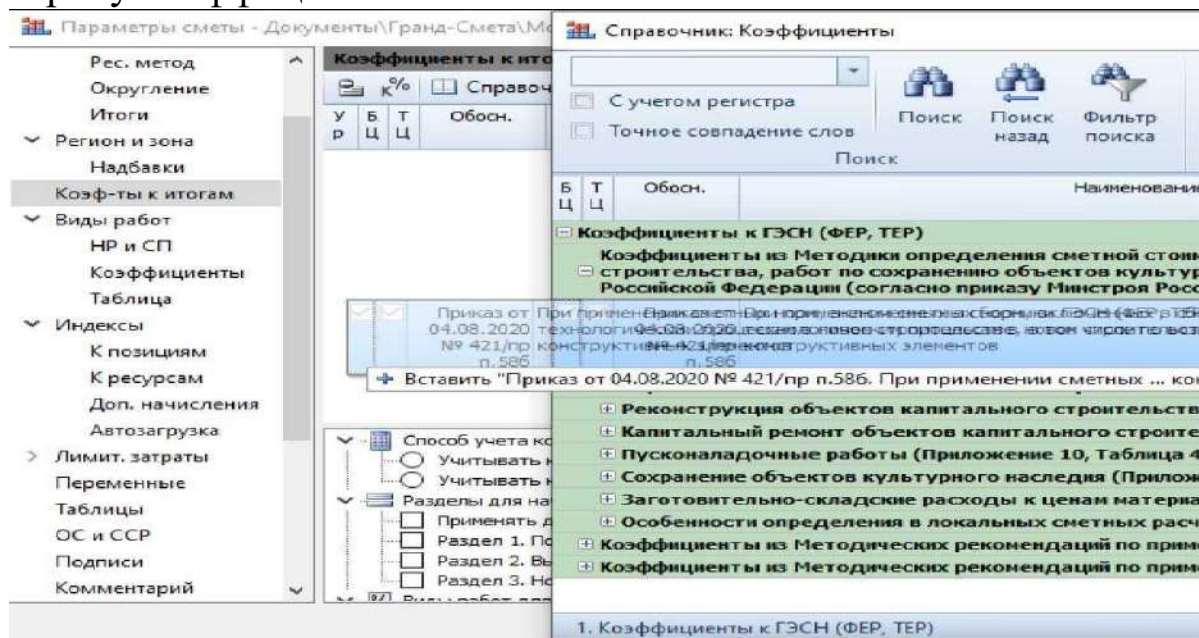 Параметры сметы - Документы\Гранд-Смета\Мо
Рес. метод
Округление
Итоги
Регион и зона
Надбавки
Коэф-ты к итогам
Виды работ
НР и СП
Коэффициенты
Таблица
Индексы
К позициям
К ресурсам
Доп. начисления
Автозагрузка
Лимит. затраты
Переменные
Таблицы
ОС и ССР
Подписи
Комментарий
Коэффициенты к ито
К% Справоч
У р Б Ц Т Ц Обосн.
Способ учета ко
Учитывать н
Учитывать н
Разделы для на
Применять д
Раздел 1. По
Раздел 2. Вы
Раздел 3. Но
Справочник: Коэффициенты
С учетом регистра
Точное совпадение слов
Поиск
Поиск назад
Фильтр поиска
Поиск
Б Ц Т Ц Обосн. Наименование
Коэффициенты к ГЭСН (ФЕР, ТЕР)
Коэффициенты из Методики определения сметной стоим
строительства, работ по сохранению объектов культур
Российской Федерации (согласно приказу Минстроя Росс
Приказ от
04.08.2020
№ 421/пр
п.58б
Вставить "Приказ от 04.08.2020 № 421/пр п.58б. При применении сметных ... кон
Реконструкция объектов капитального строительств
Капитальный ремонт объектов капитального строите
Пусконаладочные работы (Приложение 10, Таблица 4
Сохранение объектов культурного наследия (Прилож
Заготовительно-складские расходы к ценам материа
Особенности определения в локальных сметных расч
Коэффициенты из Методических рекомендаций по приме
Коэффициенты из Методических рекомендаций по приме
1. Коэффициенты к ГЭСН (ФЕР, ТЕР)